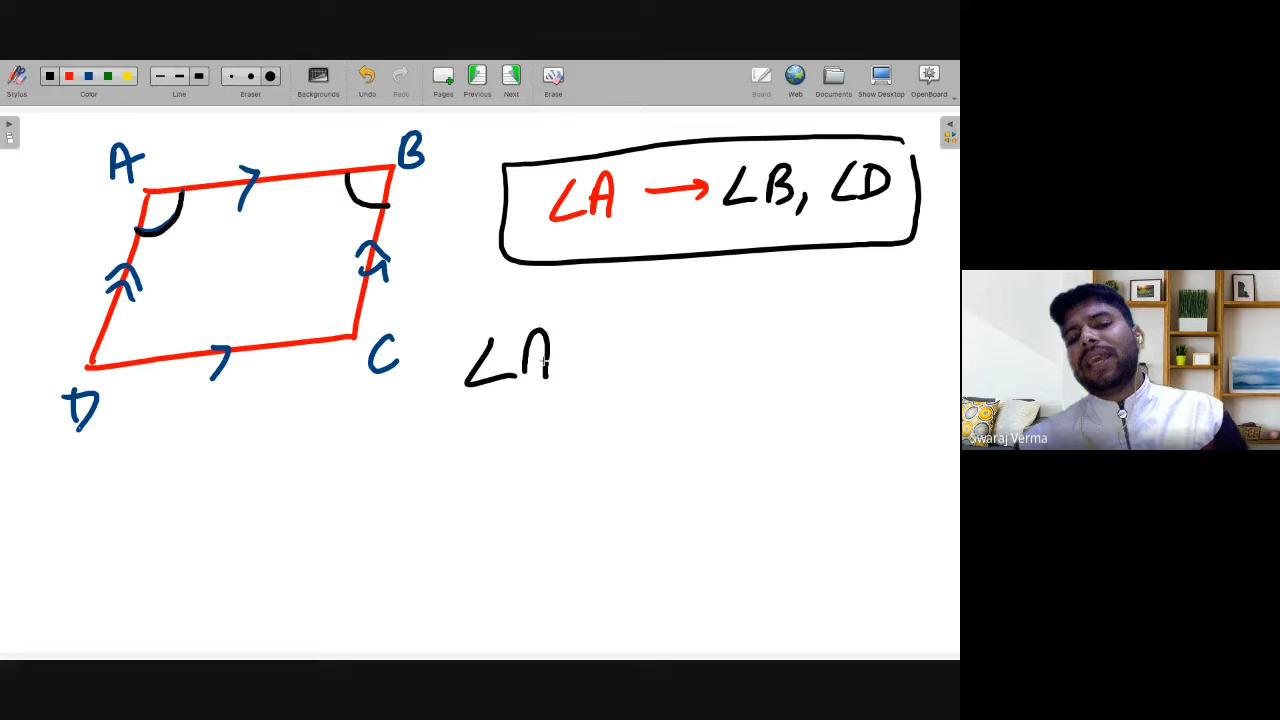 Stylus Color Line Eraser Backgrounds Undo Redo Pages Previous Next Erase Board Web Documents Show Desktop OpenBoard
A B
∠A → ∠B, ∠D
D C
∠A
Swaraj Verma